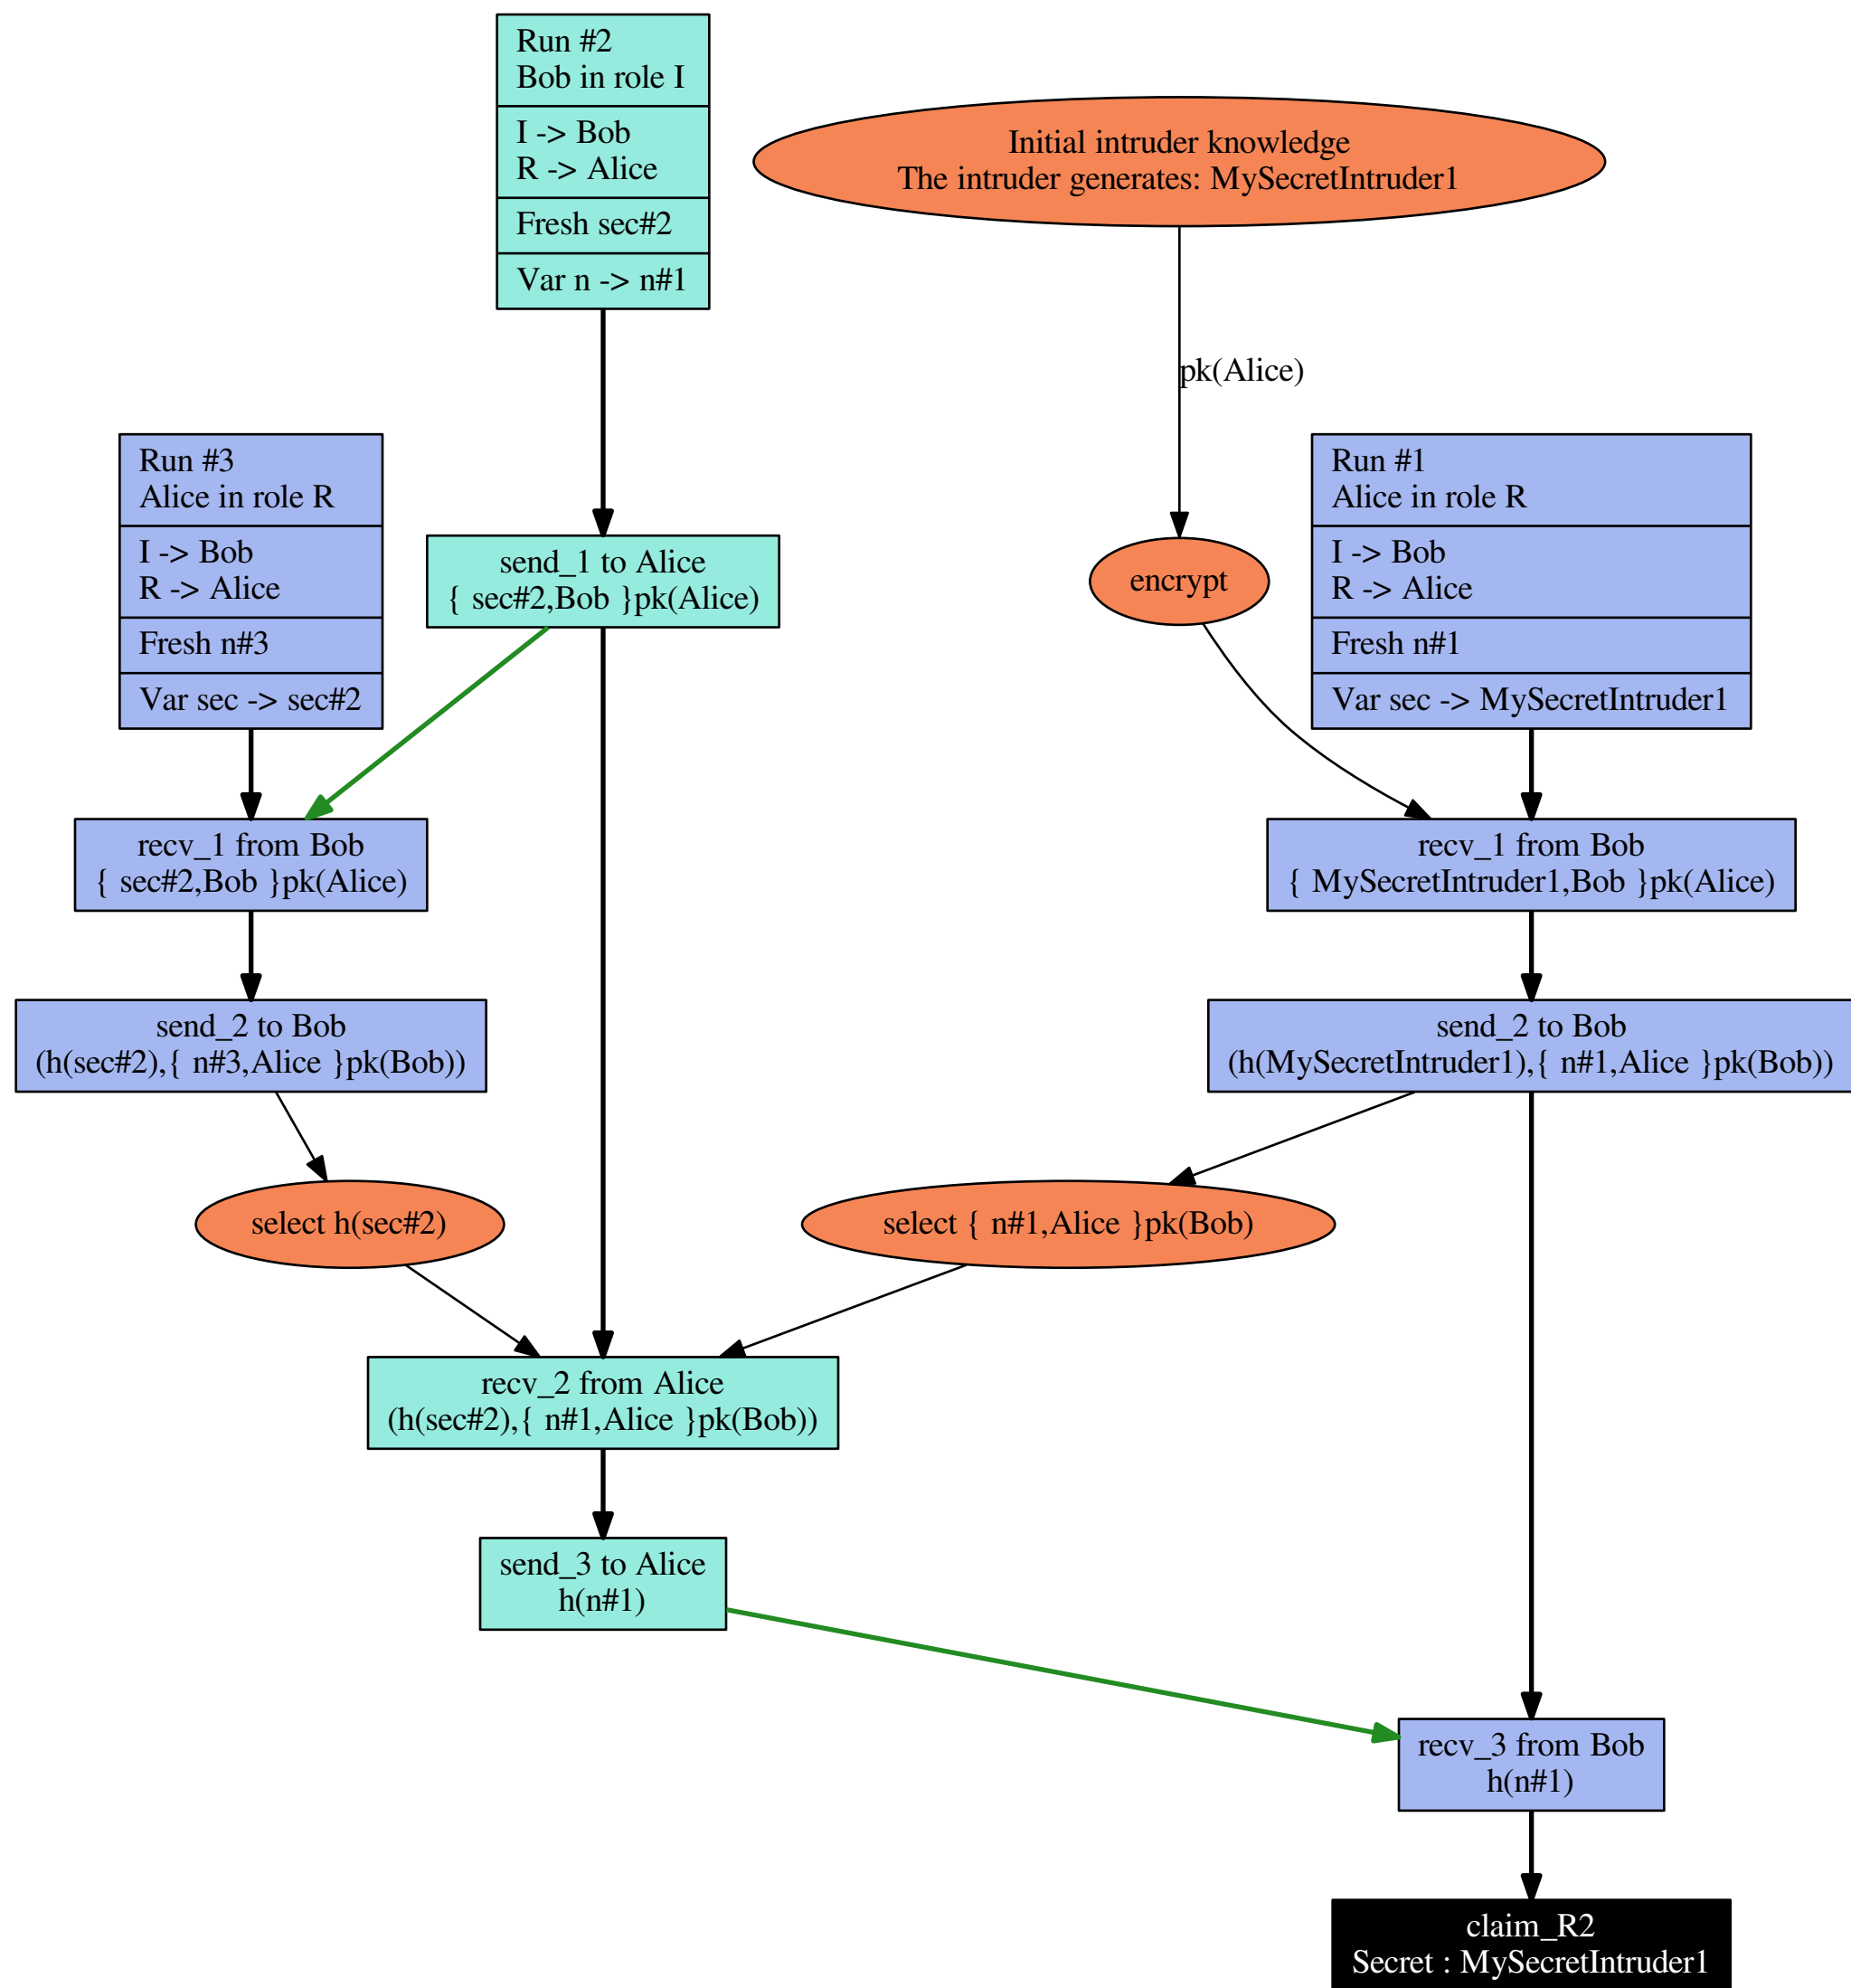 Run #2
Bob in role I
I -> Bob
R -> Alice
Fresh sec#2
Var n -> n#1
Initial intruder knowledge
The intruder generates: MySecretIntruder1
pk(Alice)
Run #3
Alice in role R
I -> Bob
R -> Alice
Fresh n#3
Var sec -> sec#2
send_1 to Alice
{ sec#2,Bob }pk(Alice)
encrypt
Run #1
Alice in role R
I -> Bob
R -> Alice
Fresh n#1
Var sec -> MySecretIntruder1
recv_1 from Bob
{ sec#2,Bob }pk(Alice)
recv_1 from Bob
{ MySecretIntruder1,Bob }pk(Alice)
send_2 to Bob
(h(sec#2),{ n#3,Alice }pk(Bob))
send_2 to Bob
(h(MySecretIntruder1),{ n#1,Alice }pk(Bob))
select h(sec#2)
select { n#1,Alice }pk(Bob)
recv_2 from Alice
(h(sec#2),{ n#1,Alice }pk(Bob))
send_3 to Alice
h(n#1)
recv_3 from Bob
h(n#1)
claim_R2
Secret : MySecretIntruder1